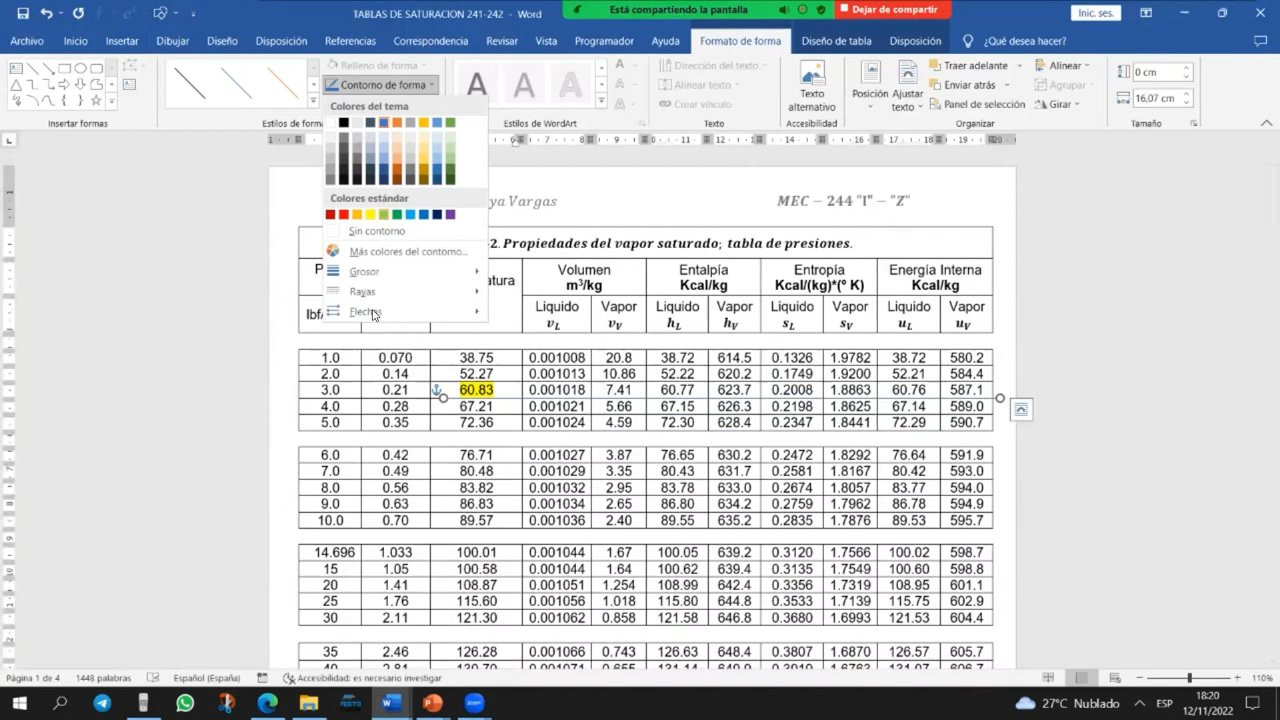 TABLAS DE SATURACION 241-242 - Word
Está compartiendo la pantalla
Dejar de compartir
Inic. ses.
Archivo Inicio Insertar Dibujar Diseño Disposición Referencias Correspondencia Revisar Vista Programador Ayuda Formato de forma Diseño de tabla Disposición ¿Qué desea hacer?
Relleno de forma
Contorno de forma
Dirección del texto
Alinear texto
Crear vínculo
Texto alternativo
Posición
Ajustar texto
Traer adelante
Enviar atrás
Panel de selección
Alinear
Agrupar
Girar
0 cm
16,07 cm
Insertar formas
Estilos de WordArt
Texto
Organizar
Tamaño
Colores del tema
Colores estándar
Sin contorno
Más colores del contorno...
Grosor
Rayas
Vargas MEC - 244 "I" - "Z"
2. Propiedades del vapor saturado; tabla de presiones.
Volumen m³/kg Entalpía Kcal/kg Entropía Kcal/(kg)*(º K) Energía Interna Kcal/kg
Liquido Vapor Liquido Vapor Liquido Vapor Liquido Vapor
vL vV hL hV sL sV uL uV
1.0 0.070 38.75 0.001008 20.8 38.72 614.5 0.1326 1.9782 38.72 580.2
2.0 0.14 52.27 0.001013 10.86 52.22 620.2 0.1749 1.9200 52.21 584.4
3.0 0.21 60.83 0.001018 7.41 60.77 623.7 0.2008 1.8863 60.76 587.1
4.0 0.28 67.21 0.001021 5.66 67.15 626.3 0.2198 1.8625 67.14 589.0
5.0 0.35 72.36 0.001024 4.59 72.30 628.4 0.2347 1.8441 72.29 590.7
6.0 0.42 76.71 0.001027 3.87 76.65 630.2 0.2472 1.8292 76.64 591.9
7.0 0.49 80.48 0.001029 3.35 80.43 631.7 0.2581 1.8167 80.42 593.0
8.0 0.56 83.82 0.001032 2.95 83.78 633.0 0.2674 1.8057 83.77 594.0
9.0 0.63 86.83 0.001034 2.65 86.80 634.2 0.2759 1.7962 86.78 594.9
10.0 0.70 89.57 0.001036 2.40 89.55 635.2 0.2835 1.7876 89.53 595.7
14.696 1.033 100.01 0.001044 1.67 100.05 639.2 0.3120 1.7566 100.02 598.7
15 1.05 100.58 0.001044 1.64 100.62 639.4 0.3135 1.7549 100.60 598.8
20 1.41 108.87 0.001051 1.254 108.99 642.4 0.3356 1.7319 108.95 601.1
25 1.76 115.60 0.001056 1.018 115.80 644.8 0.3533 1.7139 115.75 602.9
30 2.11 121.30 0.001062 0.858 121.58 646.8 0.3680 1.6993 121.53 604.4
35 2.46 126.28 0.001066 0.743 126.63 648.4 0.3807 1.6870 126.57 605.7
Página 1 de 4 1448 palabras Español (España) Accesibilidad: es necesario investigar 110%
27°C Nublado ESP 18:20
12/11/2022